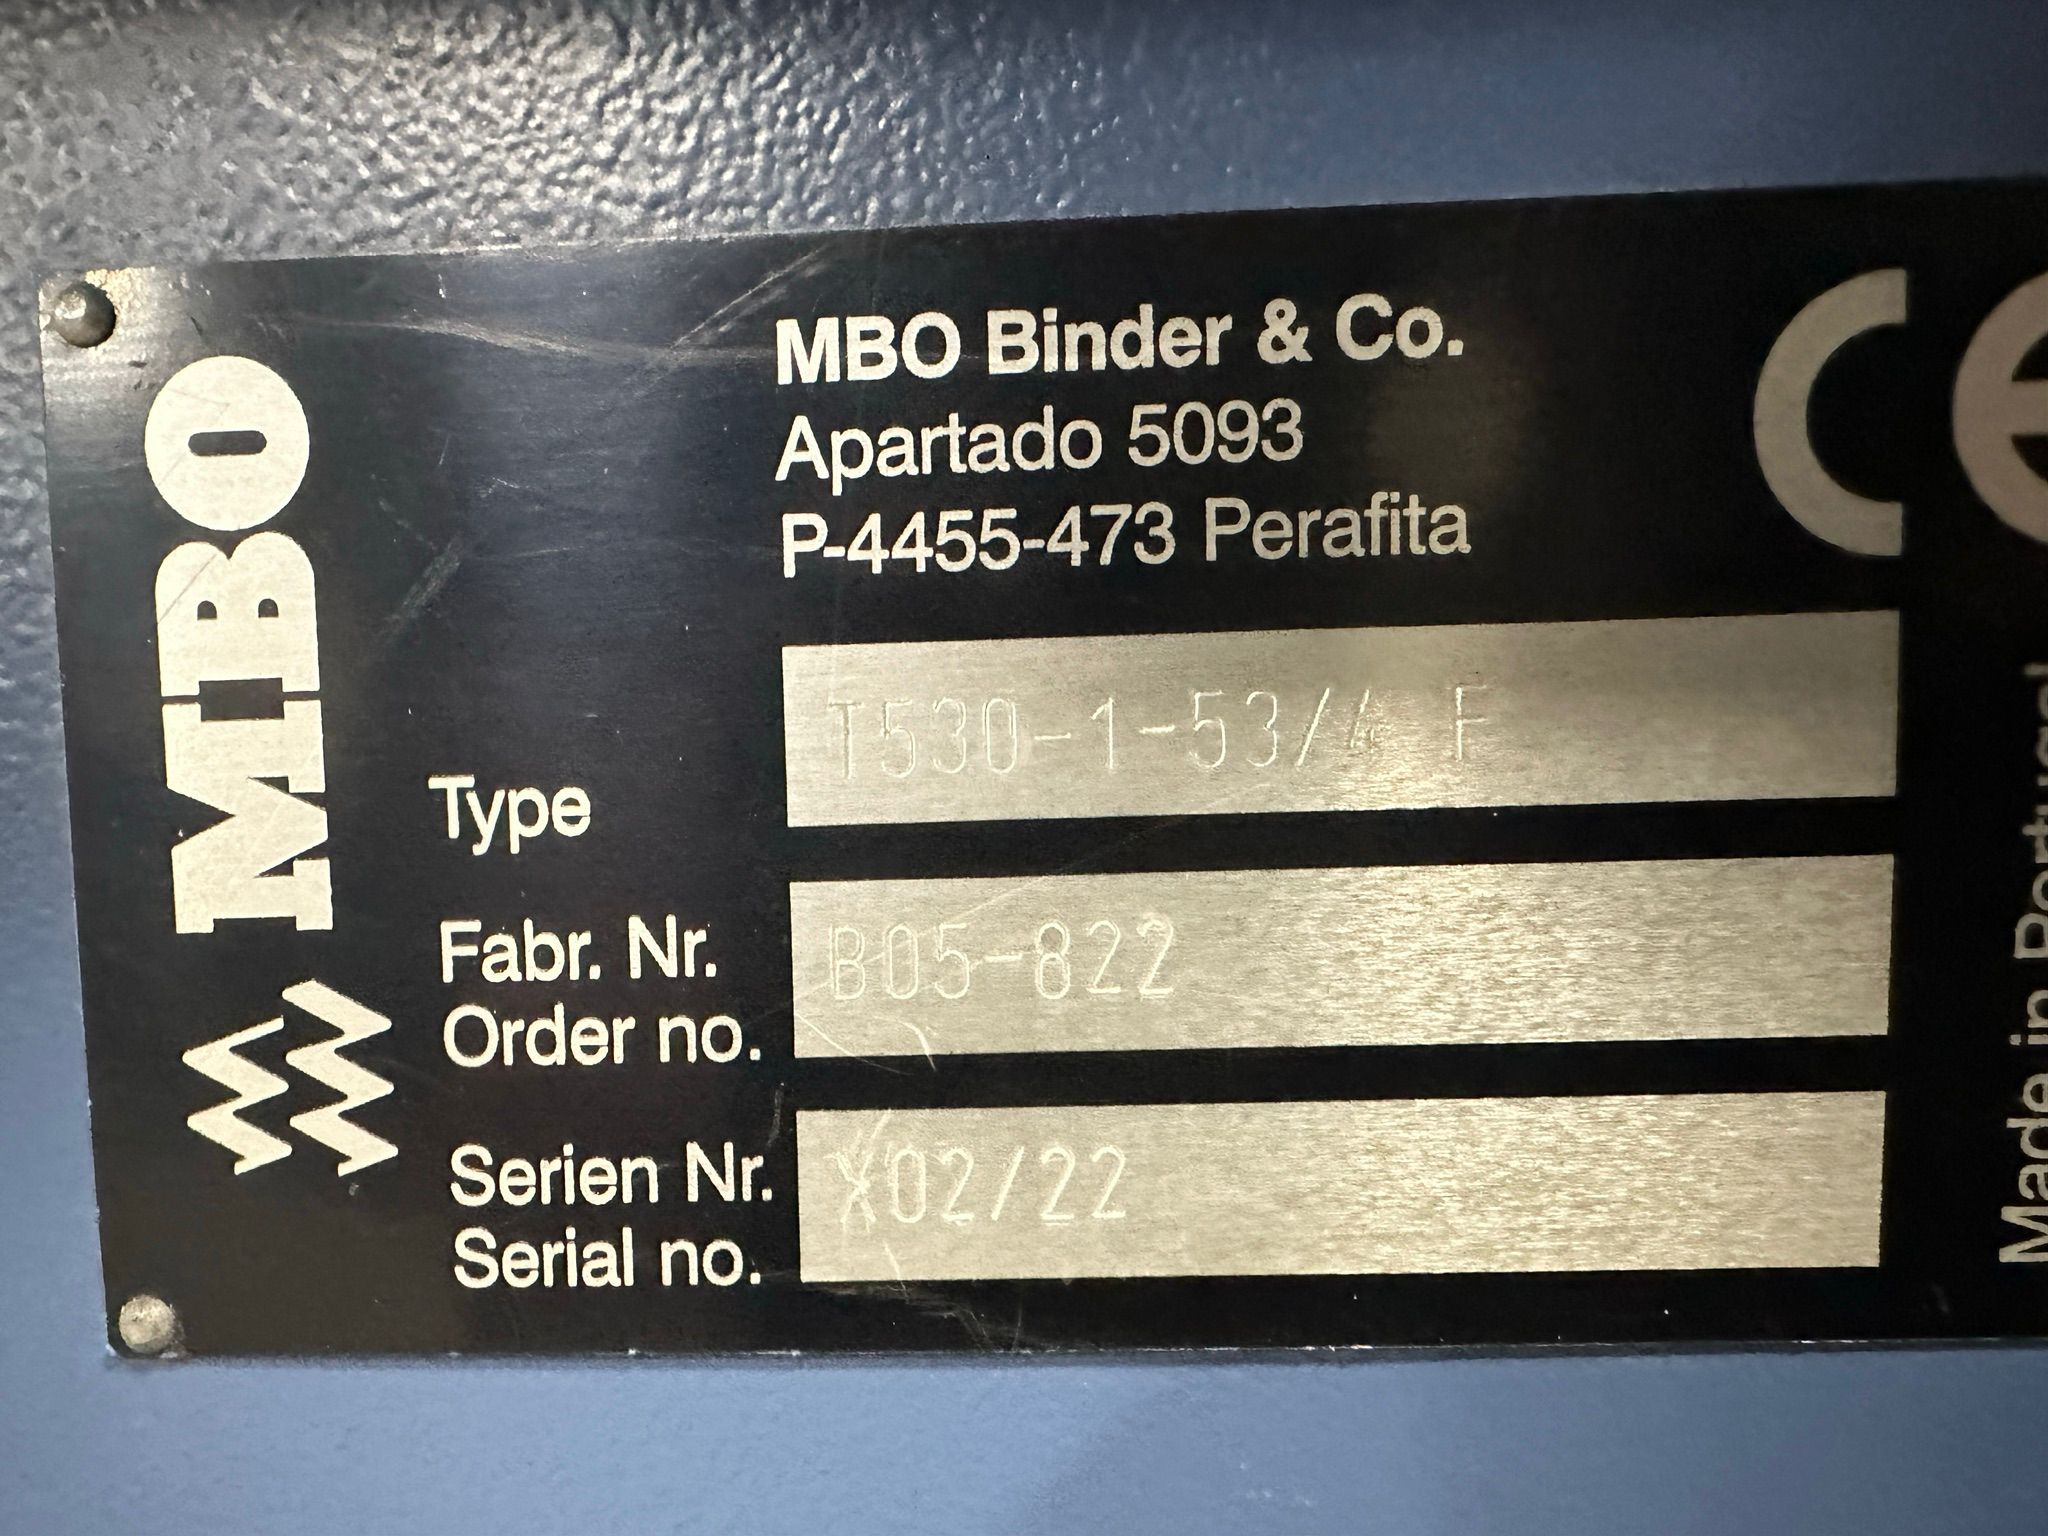 MBO
MBO Binder & Co.
Apartado 5093
P-4455-473 Perafita
CE
Type
T530-1-53/4 F
Fabr. Nr.
Order no.
B05-822
Serien Nr.
Serial no.
X02/22
Made in Portugal